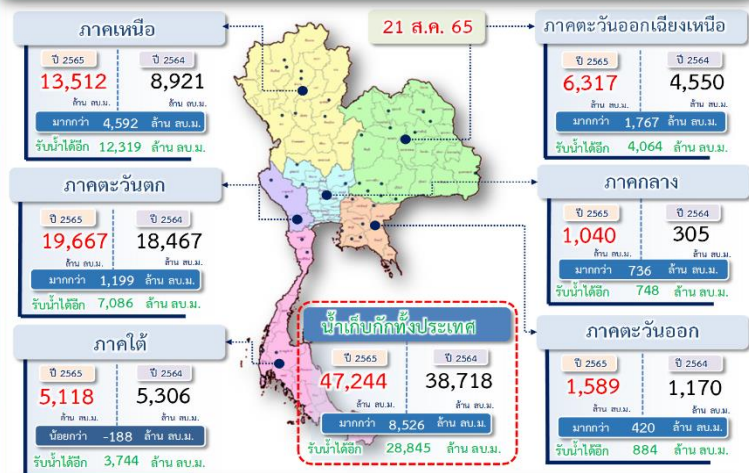 ภาคเหนือ
ปี 2565 ปี 2564
13,512 8,921
ล้าน ลบ.ม. ล้าน ลบ.ม.
มากกว่า 4,592 ล้าน ลบ.ม.
รับน้ำได้อีก 12,319 ล้าน ลบ.ม.
21 ส.ค. 65
ภาคตะวันออกเฉียงเหนือ
ปี 2565 ปี 2564
6,317 4,550
ล้าน ลบ.ม. ล้าน ลบ.ม.
มากกว่า 1,767 ล้าน ลบ.ม.
รับน้ำได้อีก 4,064 ล้าน ลบ.ม.
ภาคตะวันตก
ปี 2565 ปี 2564
19,667 18,467
ล้าน ลบ.ม. ล้าน ลบ.ม.
มากกว่า 1,199 ล้าน ลบ.ม.
รับน้ำได้อีก 7,086 ล้าน ลบ.ม.
ภาคกลาง
ปี 2565 ปี 2564
1,040 305
ล้าน ลบ.ม. ล้าน ลบ.ม.
มากกว่า 736 ล้าน ลบ.ม.
รับน้ำได้อีก 748 ล้าน ลบ.ม.
ภาคใต้
ปี 2565 ปี 2564
5,118 5,306
ล้าน ลบ.ม. ล้าน ลบ.ม.
น้อยกว่า -188 ล้าน ลบ.ม.
รับน้ำได้อีก 3,744 ล้าน ลบ.ม.
น้ำเก็บกักทั้งประเทศ
ปี 2565 ปี 2564
47,244 38,718
ล้าน ลบ.ม. ล้าน ลบ.ม.
มากกว่า 8,526 ล้าน ลบ.ม.
รับน้ำได้อีก 28,845 ล้าน ลบ.ม.
ภาคตะวันออก
ปี 2565 ปี 2564
1,589 1,170
ล้าน ลบ.ม. ล้าน ลบ.ม.
มากกว่า 420 ล้าน ลบ.ม.
รับน้ำได้อีก 884 ล้าน ลบ.ม.